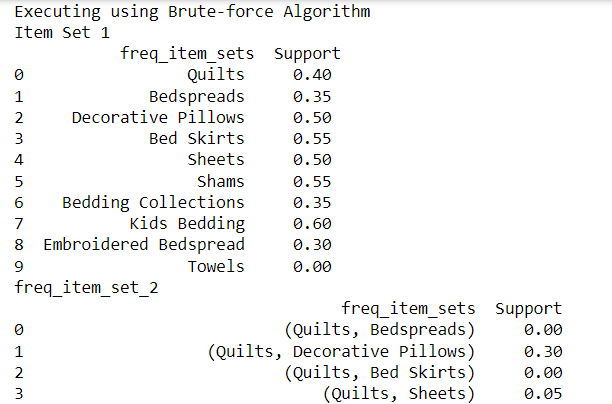 Executing using Brute-force Algorithm
Item Set 1
freq_item_sets Support
0 Quilts 0.40
1 Bedspreads 0.35
2 Decorative Pillows 0.50
3 Bed Skirts 0.55
4 Sheets 0.50
5 Shams 0.55
6 Bedding Collections 0.35
7 Kids Bedding 0.60
8 Embroidered Bedspread 0.30
9 Towels 0.00
freq_item_set_2
freq_item_sets Support
0 (Quilts, Bedspreads) 0.00
1 (Quilts, Decorative Pillows) 0.30
2 (Quilts, Bed Skirts) 0.00
3 (Quilts, Sheets) 0.05